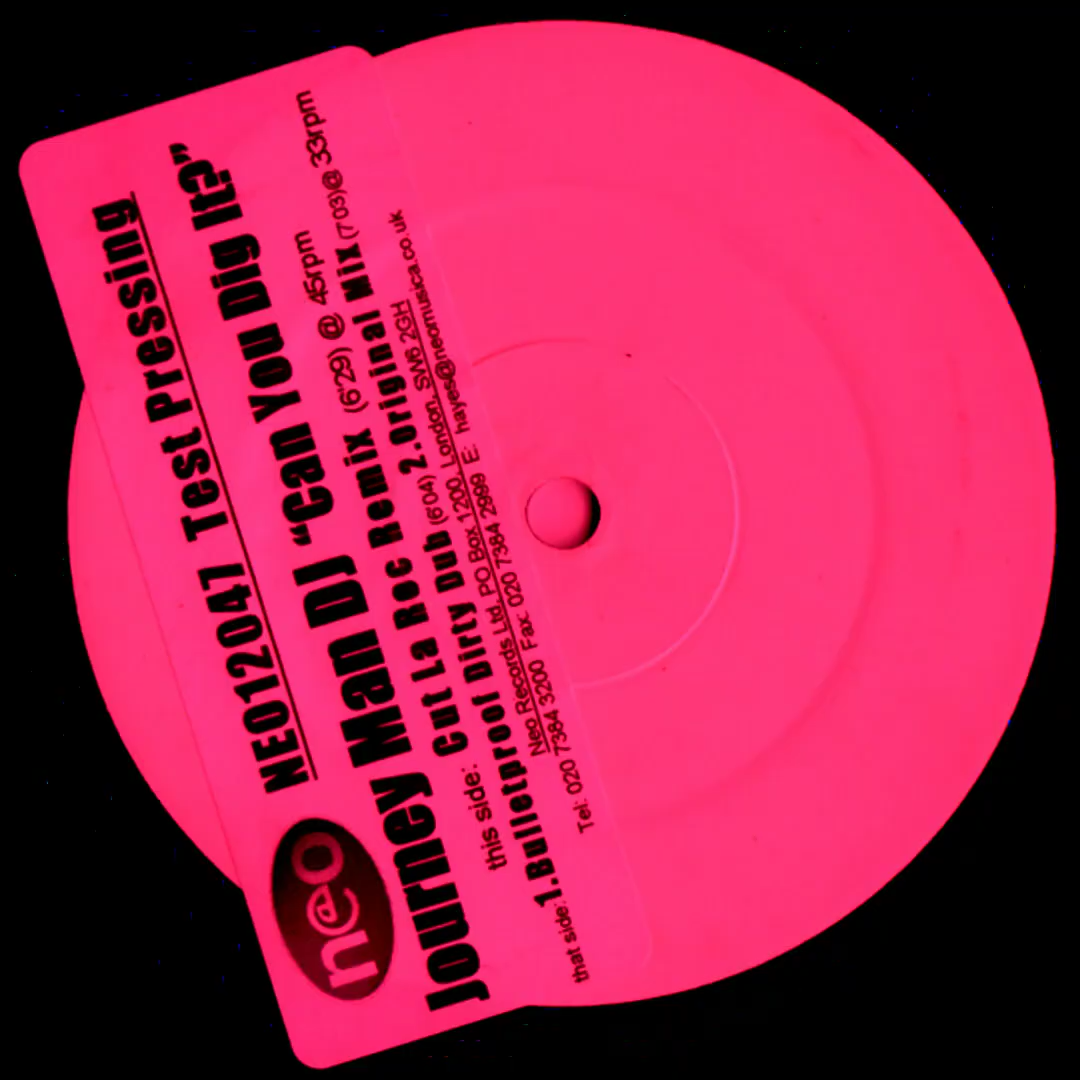 neo
NEO12047 Test Pressing
Journey Man DJ “Can You Dig It?”
this side: Cut La Roc Remix (6'29) @ 45rpm
that side: 1.Bulletproof Dirty Dub (6'04) 2.Original Mix (7'03)@ 33rpm
Neo Records Ltd, PO Box 1200, London, SW6 2GH
Tel: 020 7384 3200 Fax: 020 7384 2999 E: hayes@neomusica.co.uk